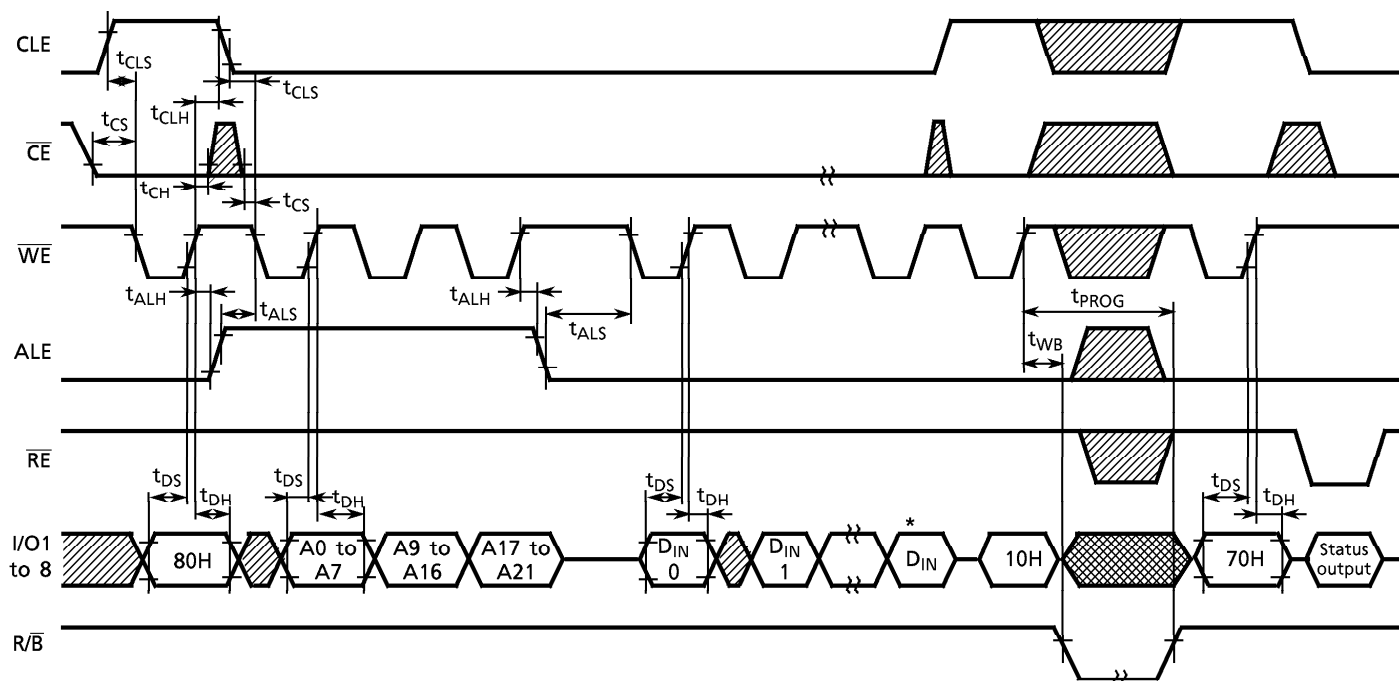 CLE
tCLS
tCLS
tCLH
tCS
CE
tCH
tCS
WE
tALH
tALS
tALH
tALS
tPROG
tWB
ALE
RE
tDS
tDH
tDS
tDH
tDS
tDH
tDS
tDH
*
I/O1
to 8
80H
A0 to
A7
A9 to
A16
A17 to
A21
DIN
0
DIN
1
DIN
10H
70H
Status
output
R/B